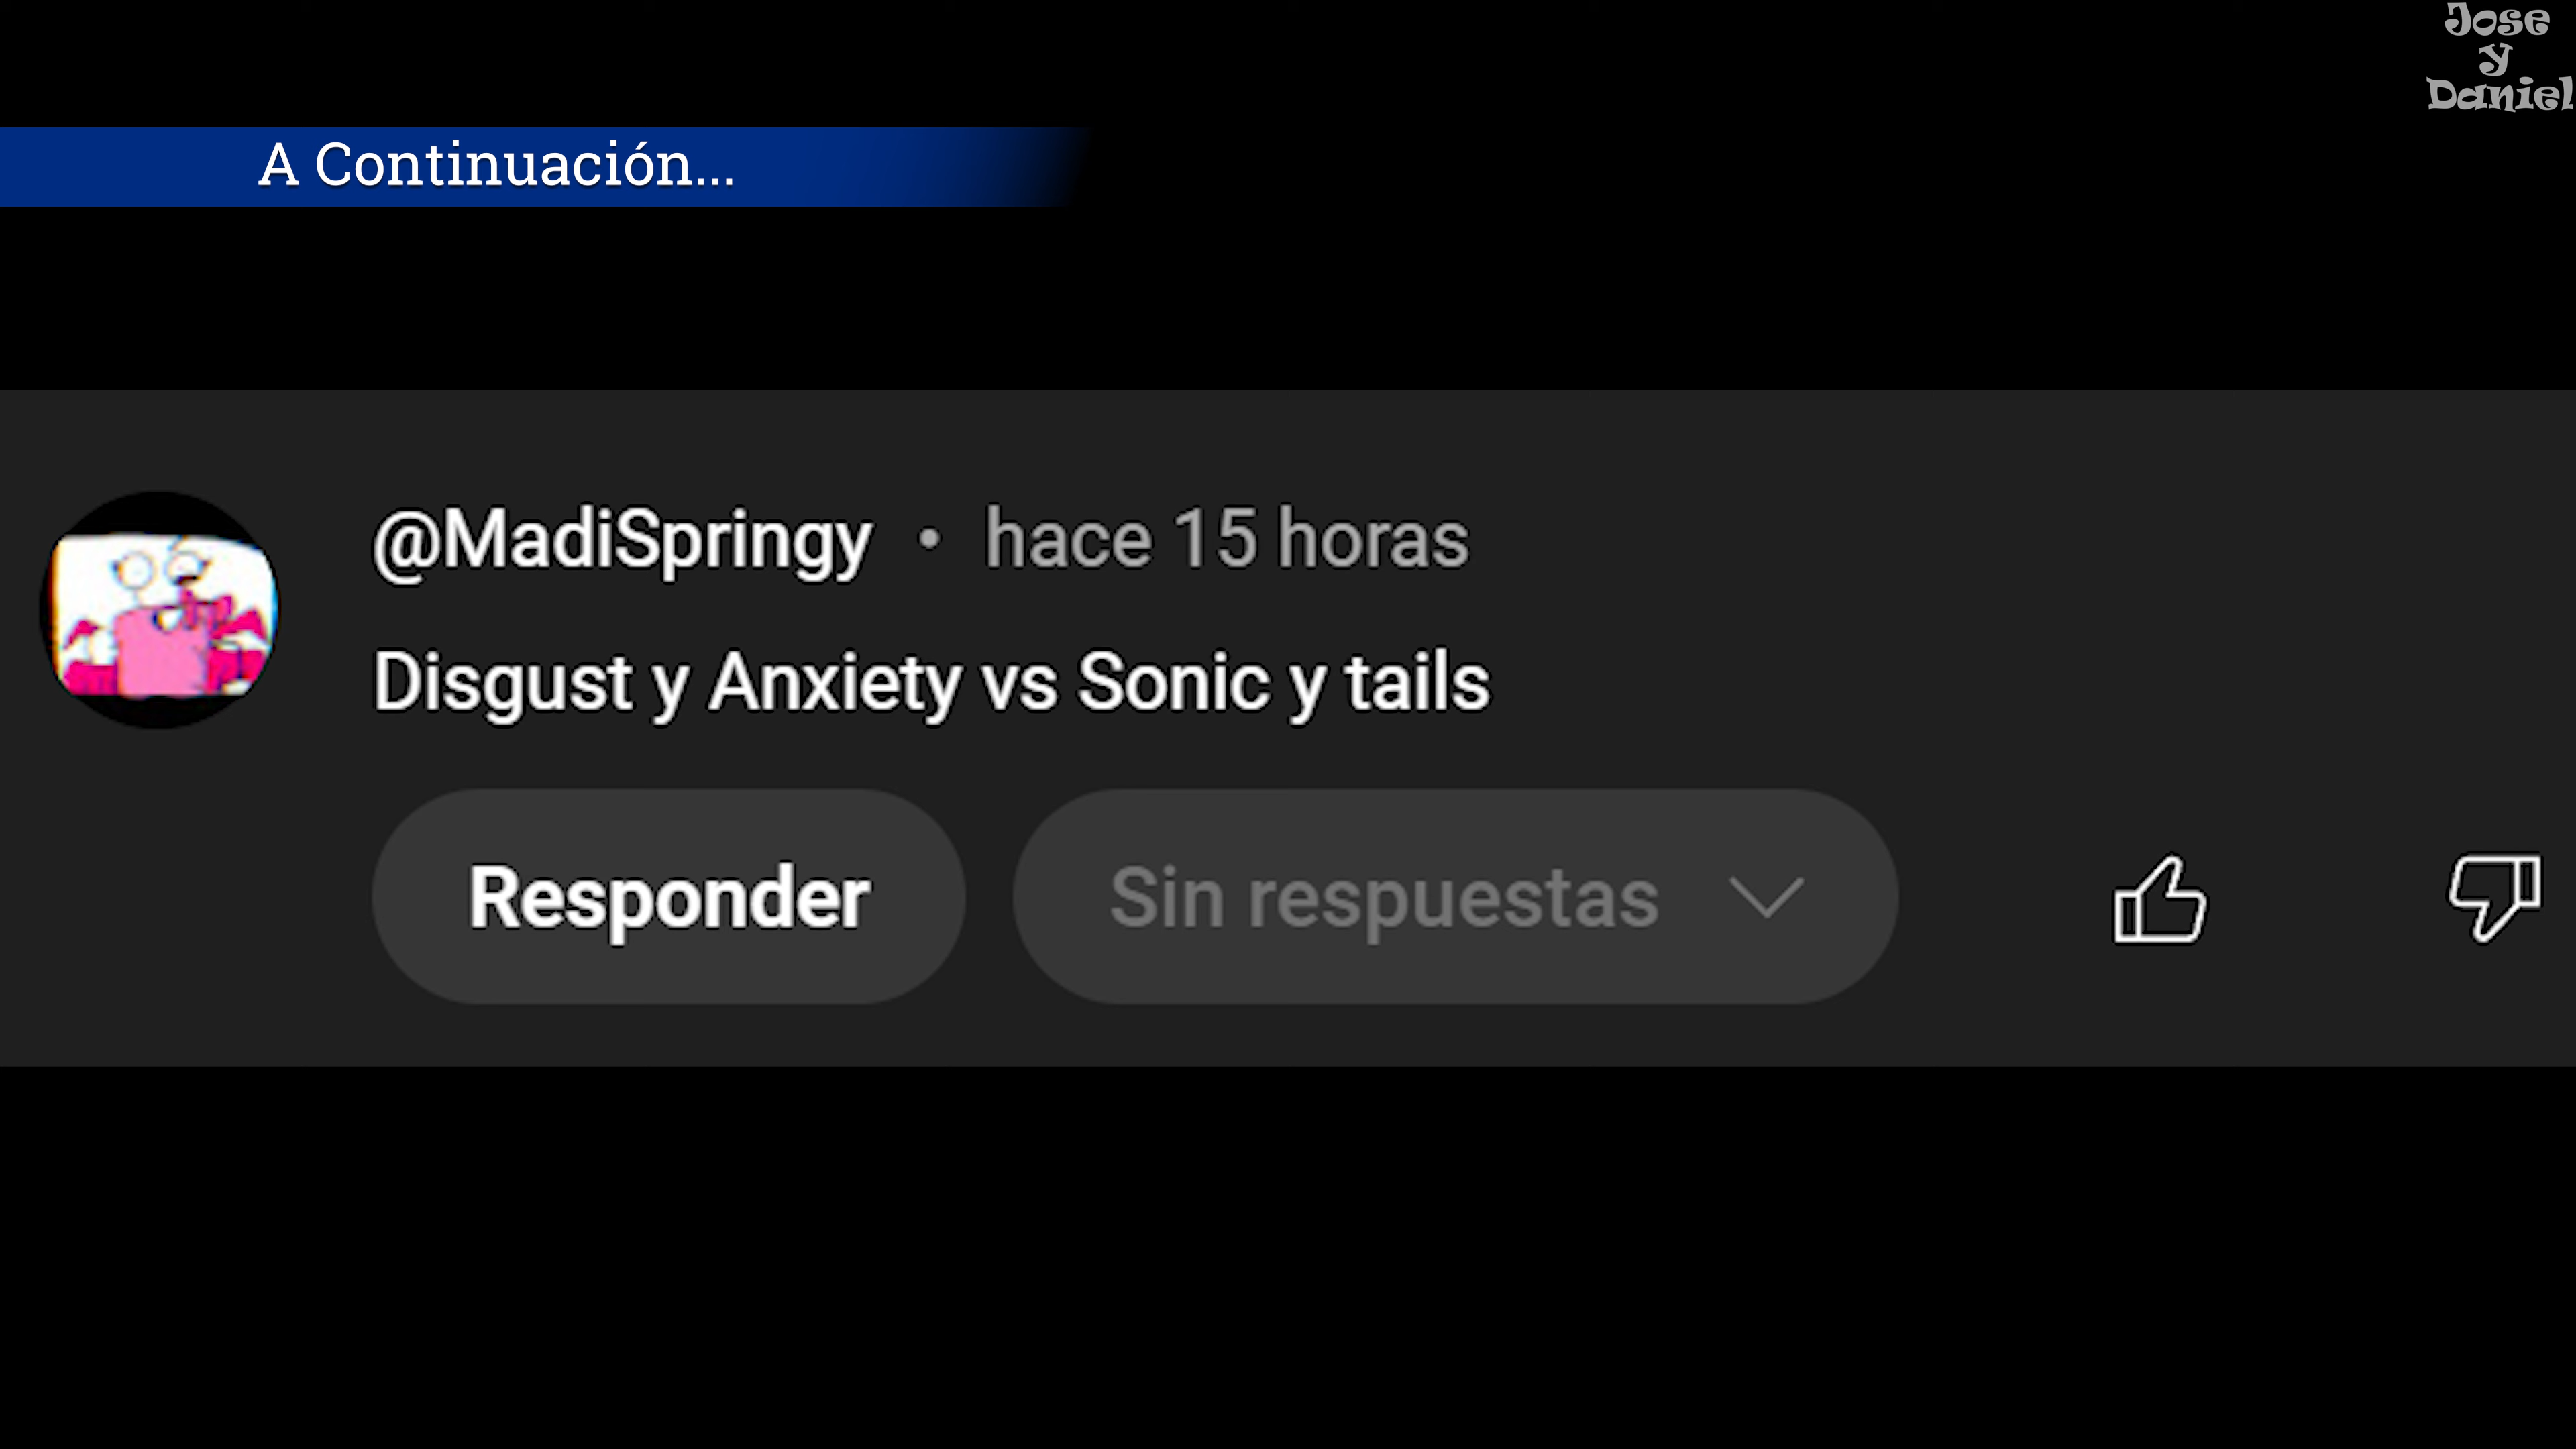 Jose
y
Daniel
A Continuación...
@MadiSpringy • hace 15 horas
Disgust y Anxiety vs Sonic y tails
Responder
Sin respuestas